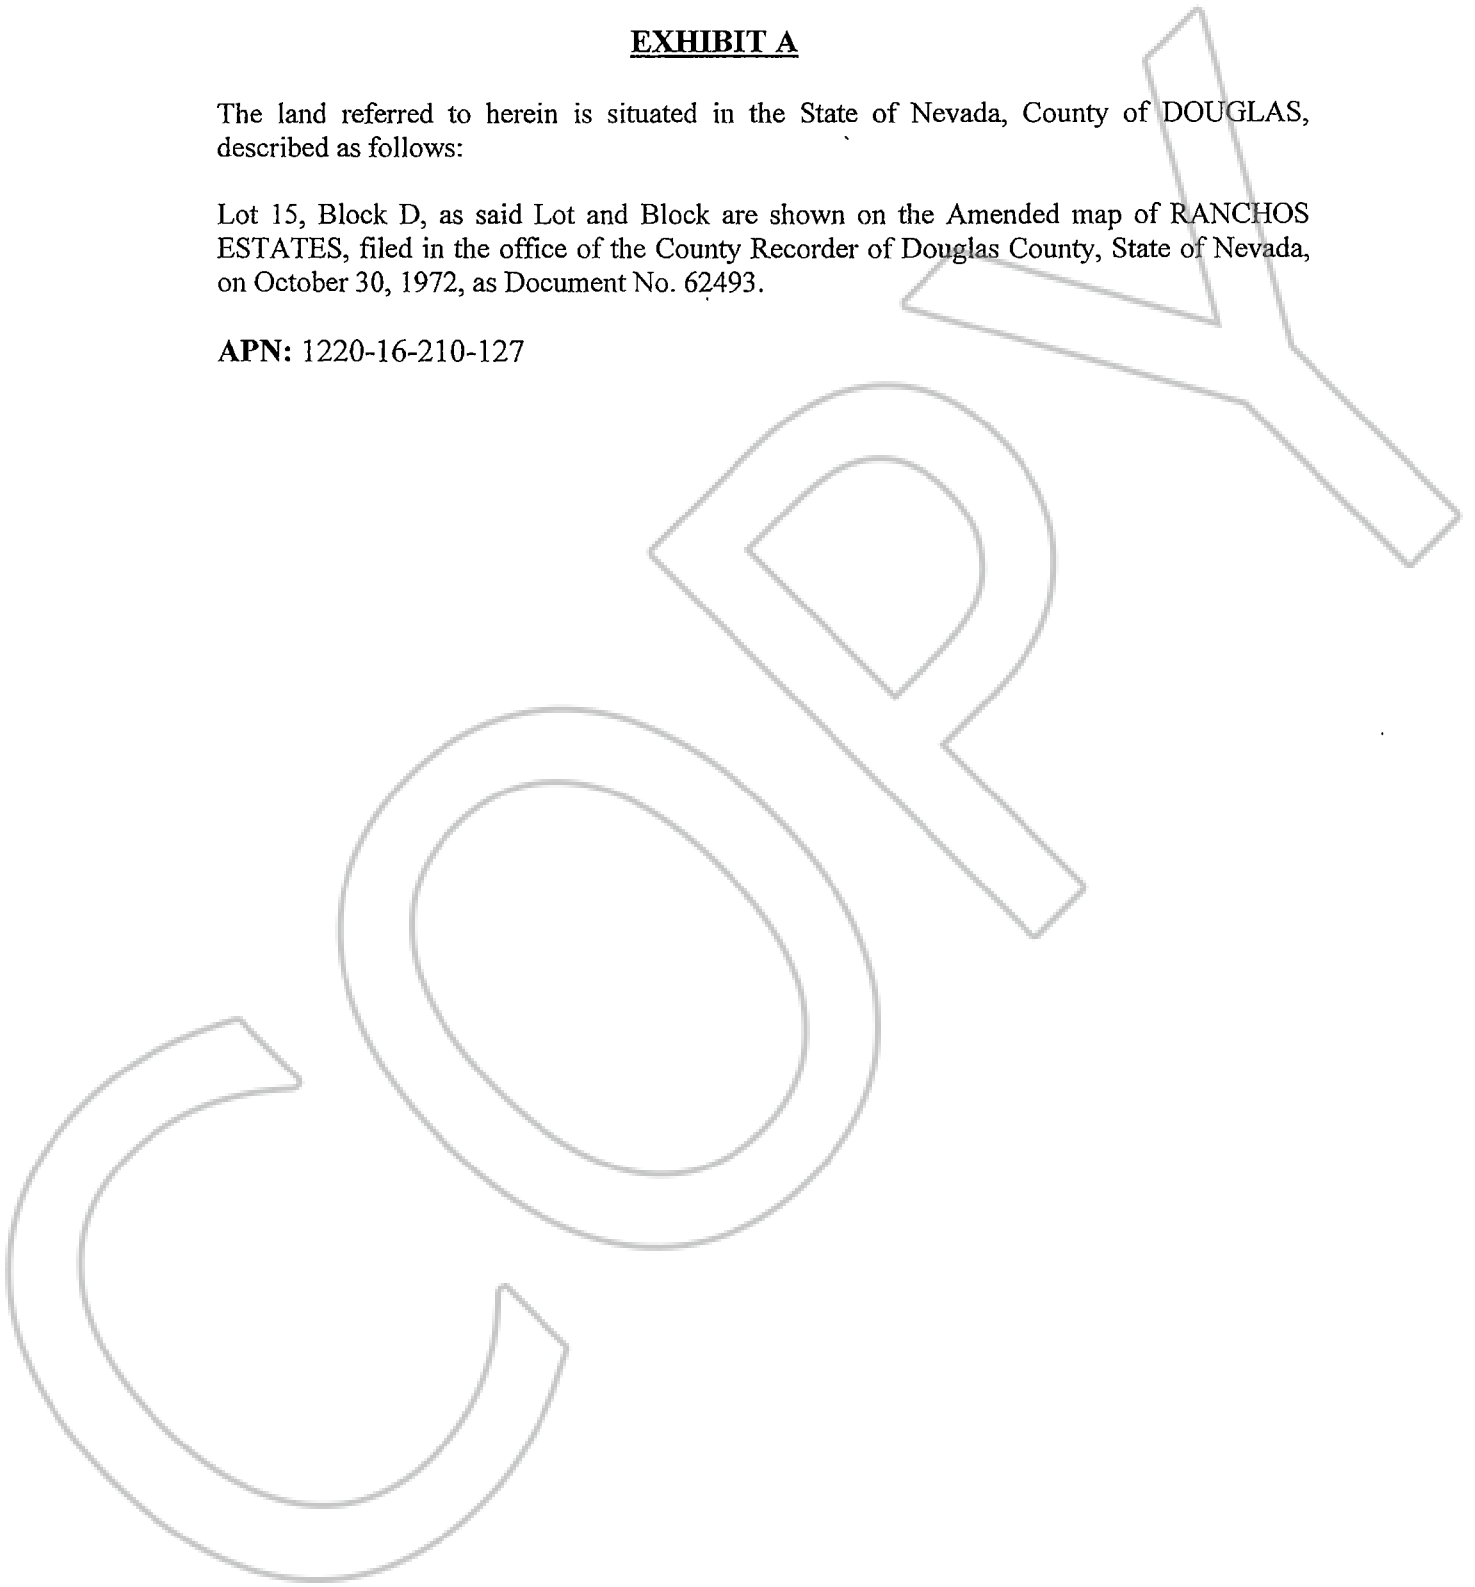 EXHIBIT A
The land referred to herein is situated in the State of Nevada, County of DOUGLAS,
described as follows:
Lot 15, Block D, as said Lot and Block are shown on the Amended map of RANCHOS
ESTATES, filed in the office of the County Recorder of Douglas County, State of Nevada,
on October 30, 1972, as Document No. 62493.
APN: 1220-16-210-127
COPY